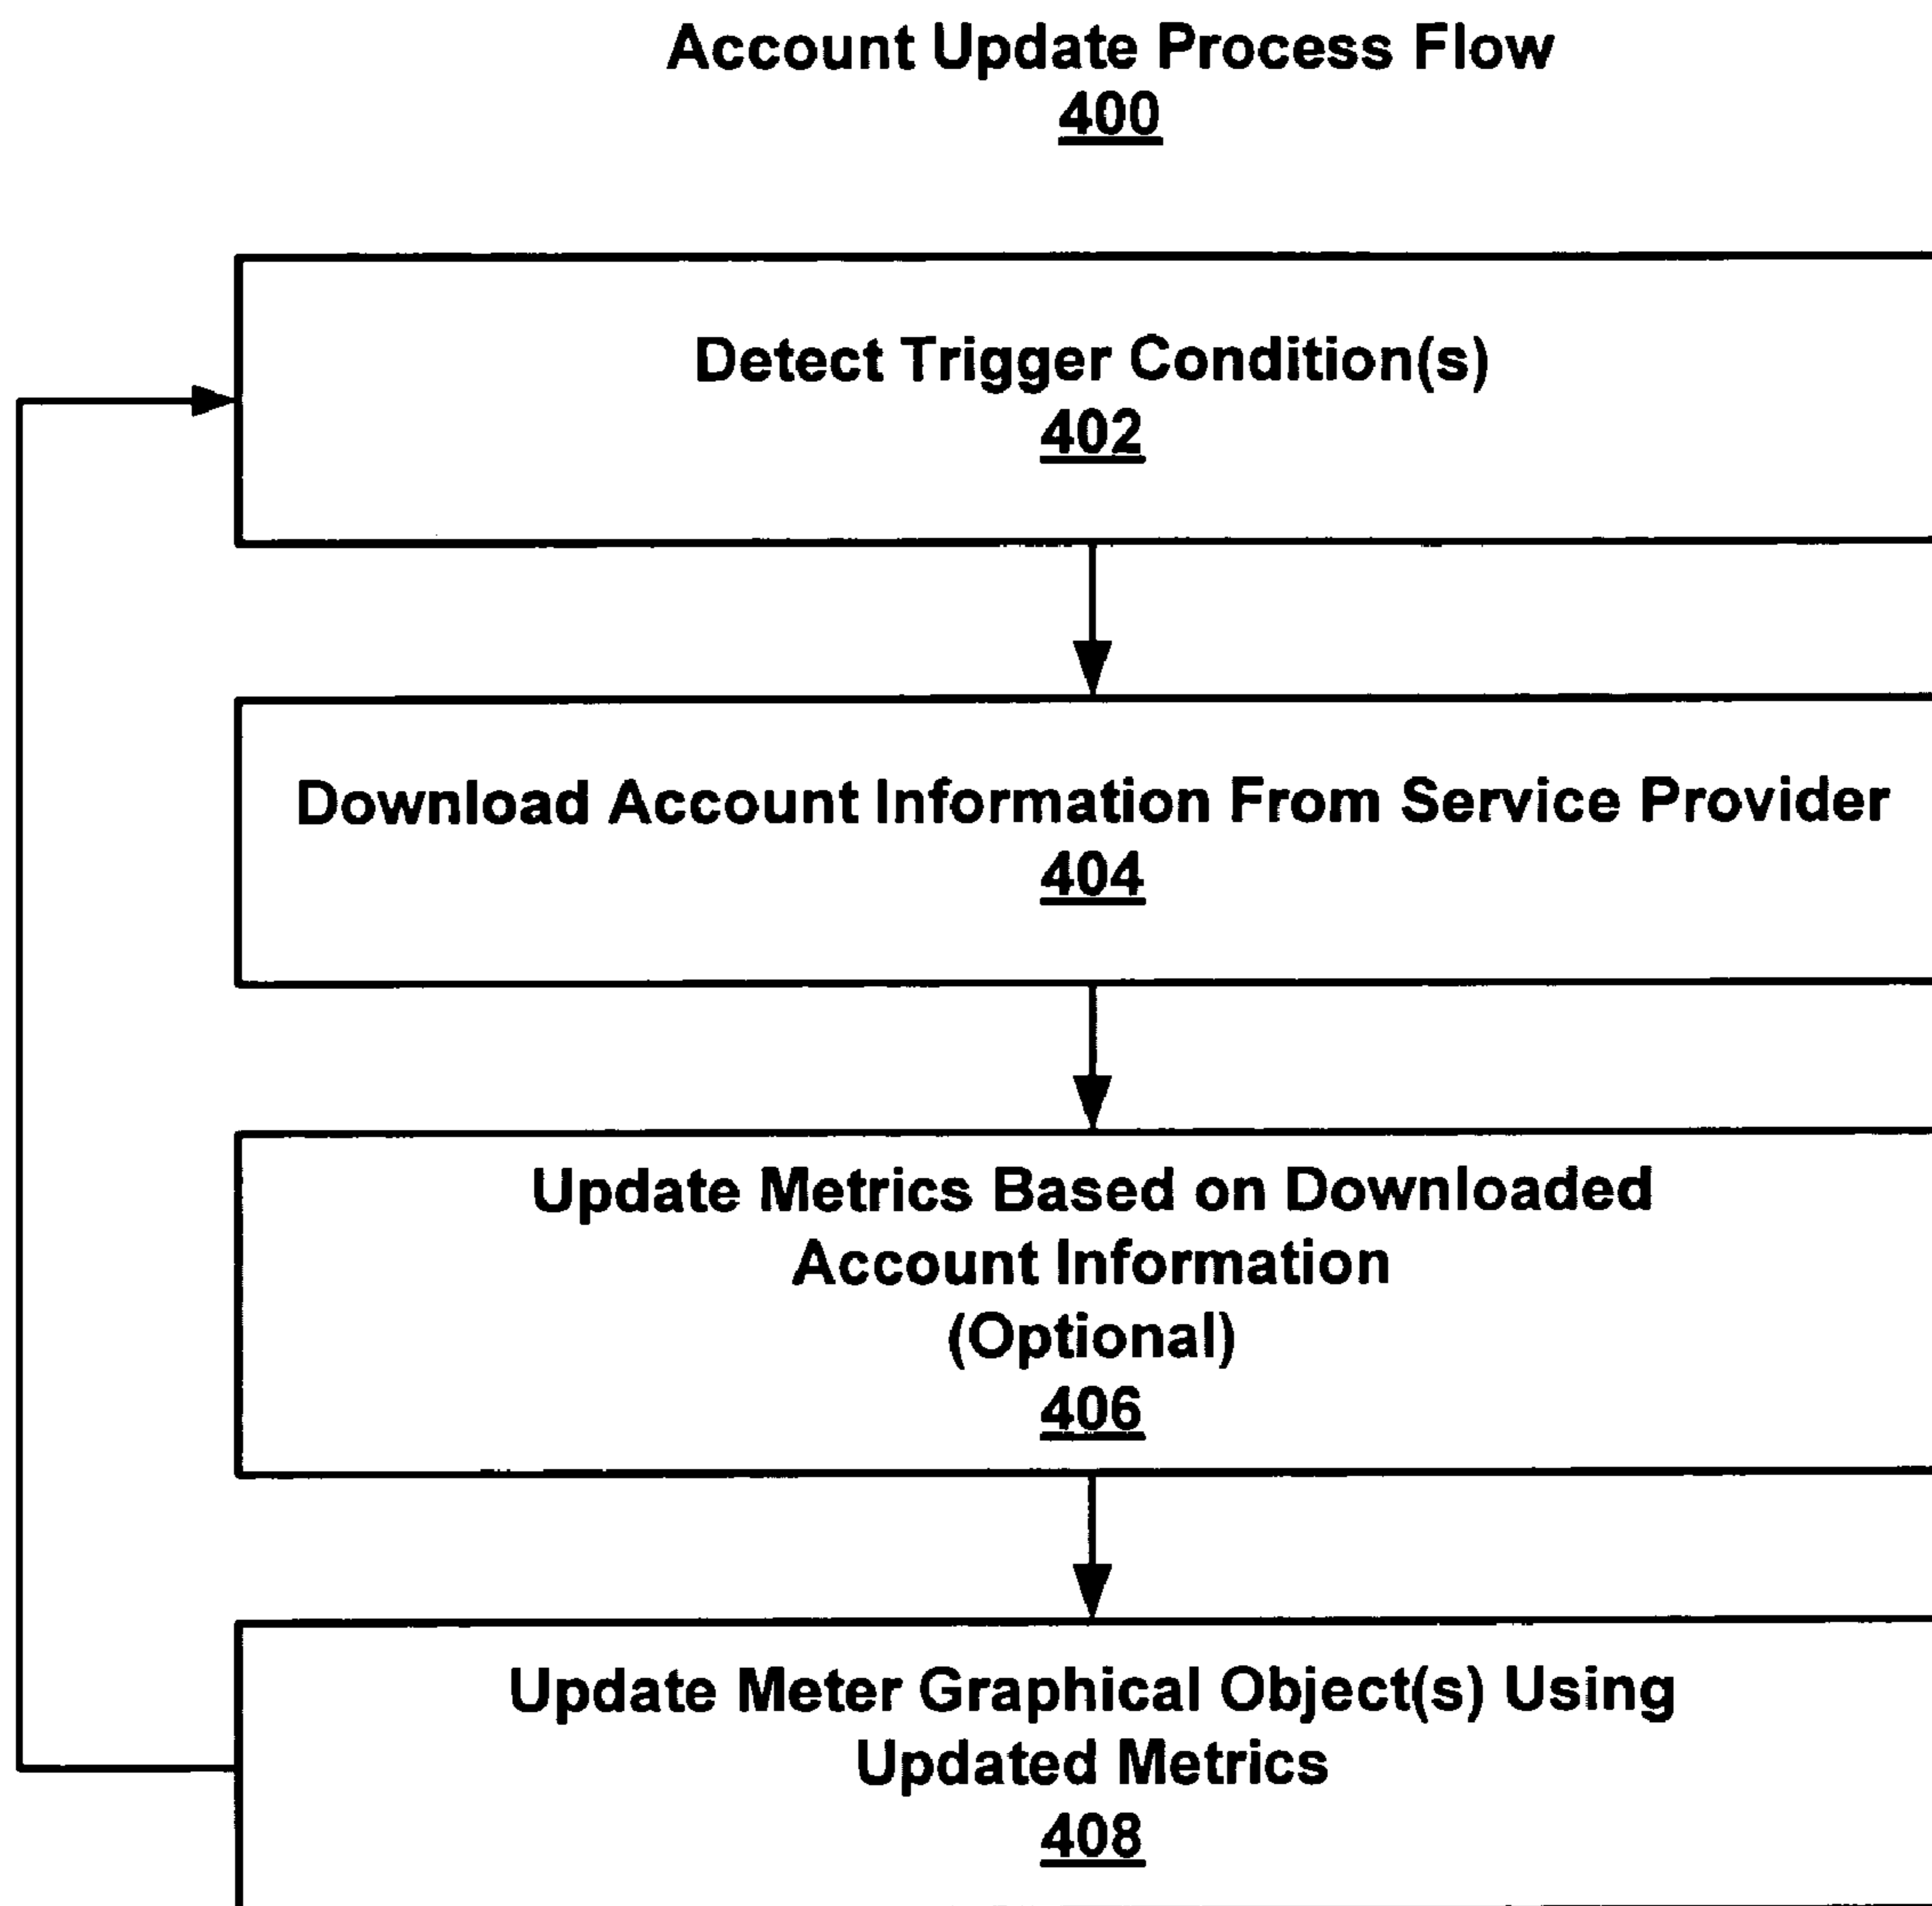 Account Update Process Flow
400
Detect Trigger Condition(s)
402
Download Account Information From Service Provider
404
Update Metrics Based on Downloaded
Account Information
(Optional)
406
Update Meter Graphical Object(s) Using
Updated Metrics
408